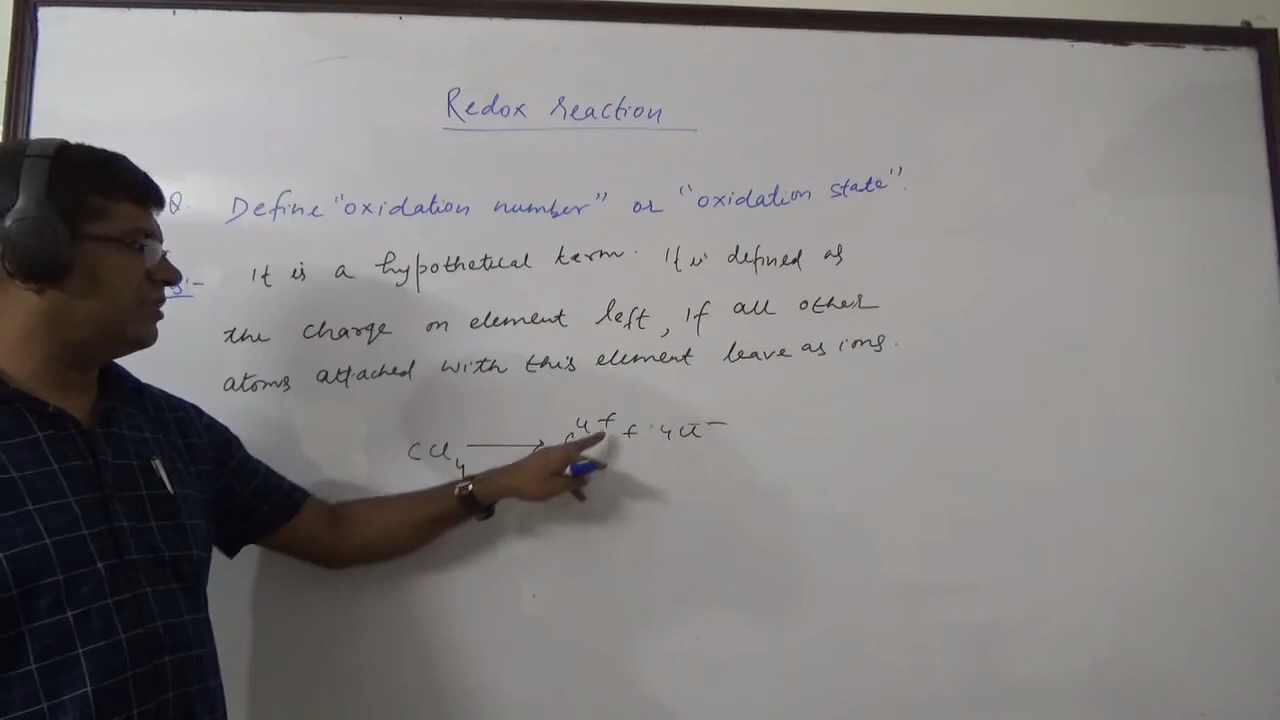 Redox reaction
Q. Define "oxidation number" or "oxidation state".
It is a hypothetical term. It is defined as
the charge on element left, if all other
atoms attached with this element leave as ions.
CCl₄ ⟶ C⁴⁺ + 4Cl⁻